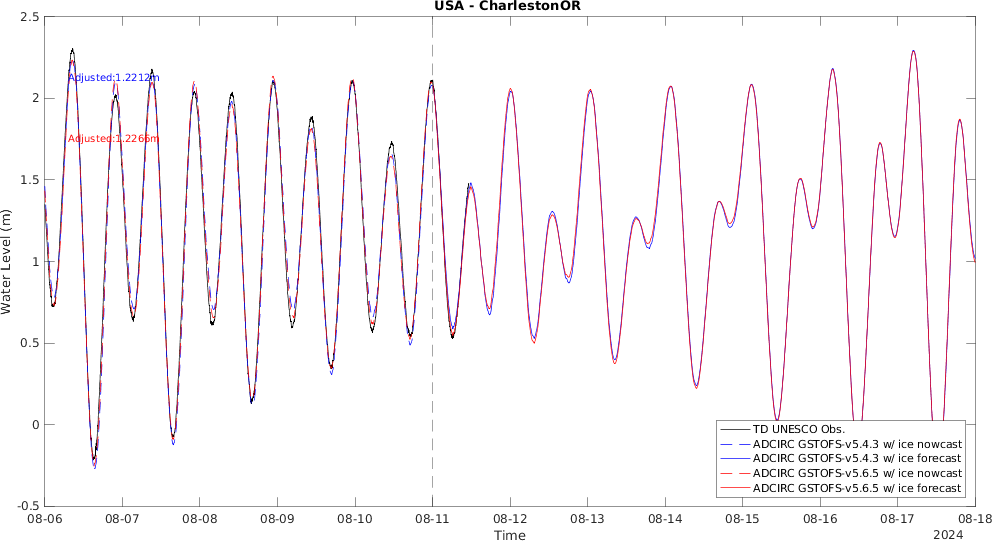 USA - CharlestonOR
2.5
Adjusted:1.2212m
2
Adjusted:1.2266m
1.5
1
0.5
0
-0.5
Water Level (m)
TD UNESCO Obs.
ADCIRC GSTOFS-v5.4.3 w/ ice nowcast
ADCIRC GSTOFS-v5.4.3 w/ ice forecast
ADCIRC GSTOFS-v5.6.5 w/ ice nowcast
ADCIRC GSTOFS-v5.6.5 w/ ice forecast
08-06 08-07 08-08 08-09 08-10 08-11 08-12 08-13 08-14 08-15 08-16 08-17 08-18
Time
2024